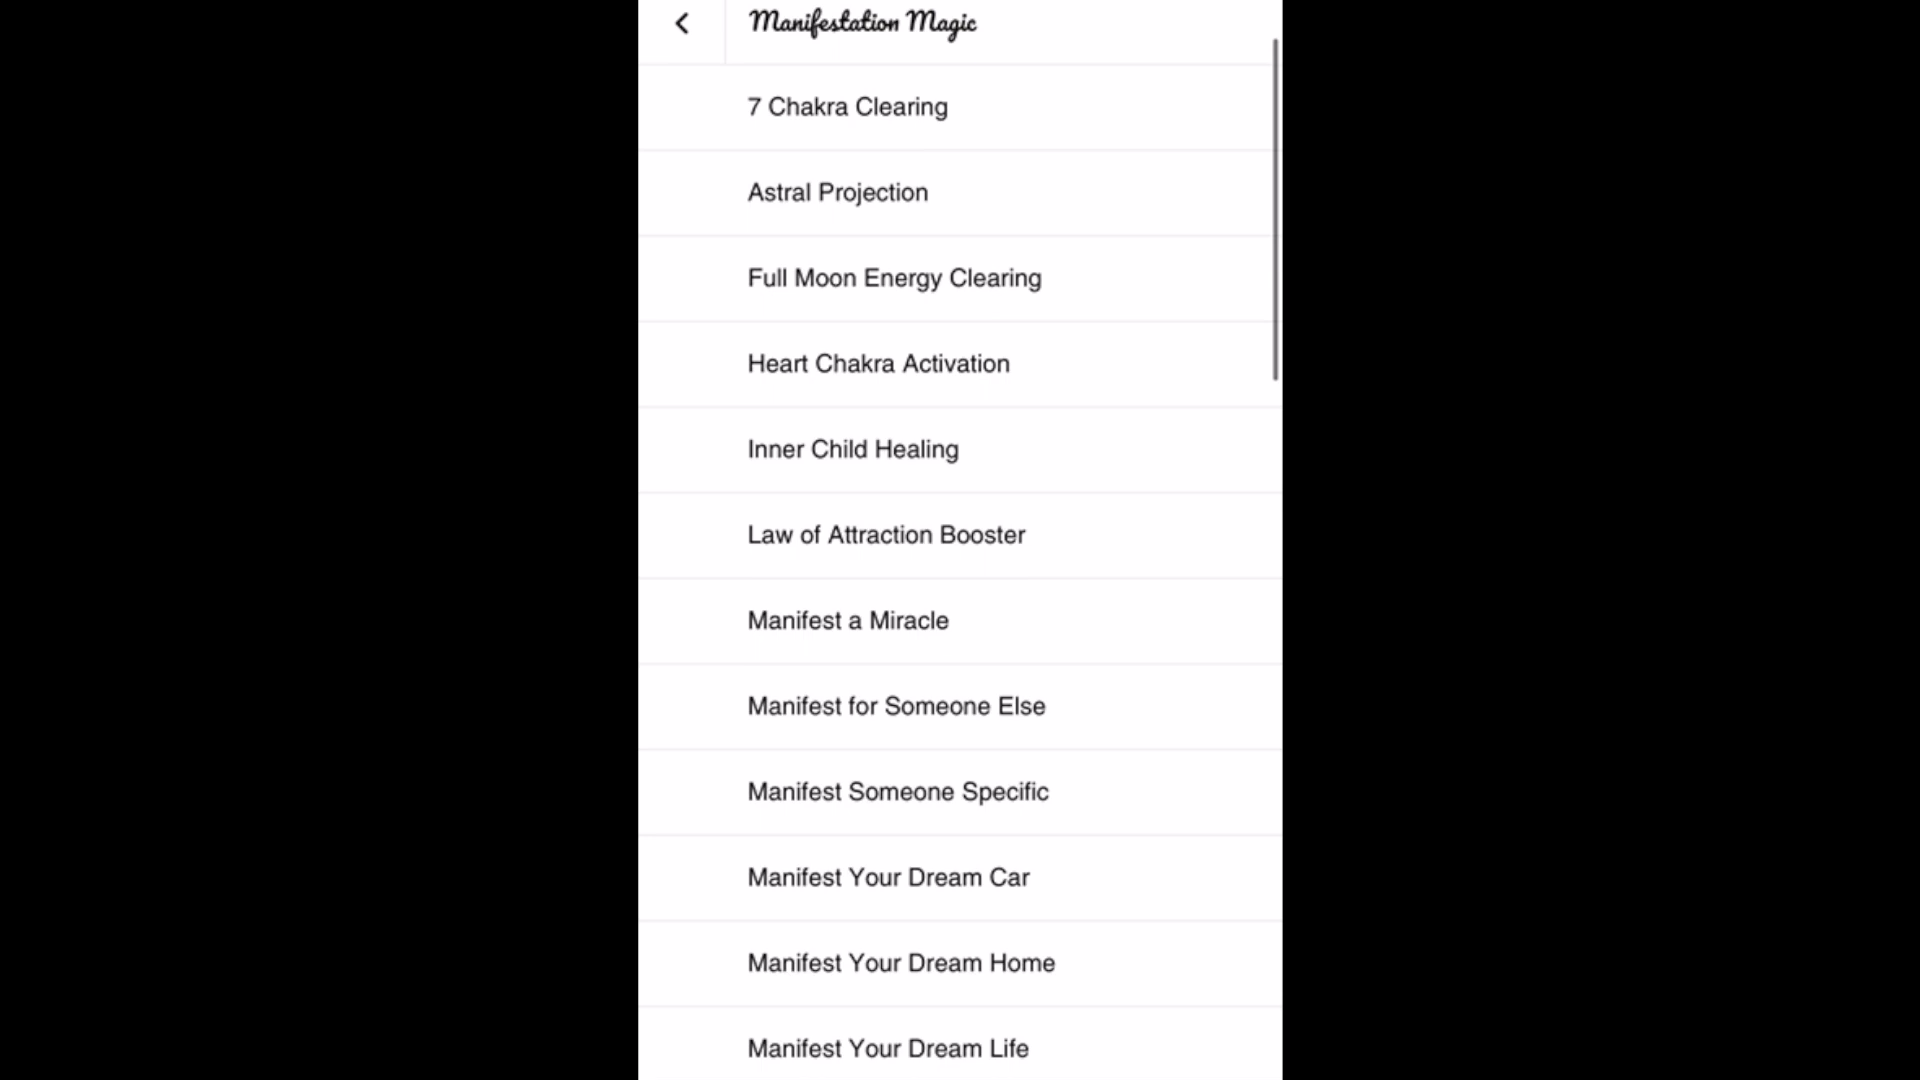 Manifestation Magic
7 Chakra Clearing
Astral Projection
Full Moon Energy Clearing
Heart Chakra Activation
Inner Child Healing
Law of Attraction Booster
Manifest a Miracle
Manifest for Someone Else
Manifest Someone Specific
Manifest Your Dream Car
Manifest Your Dream Home
Manifest Your Dream Life